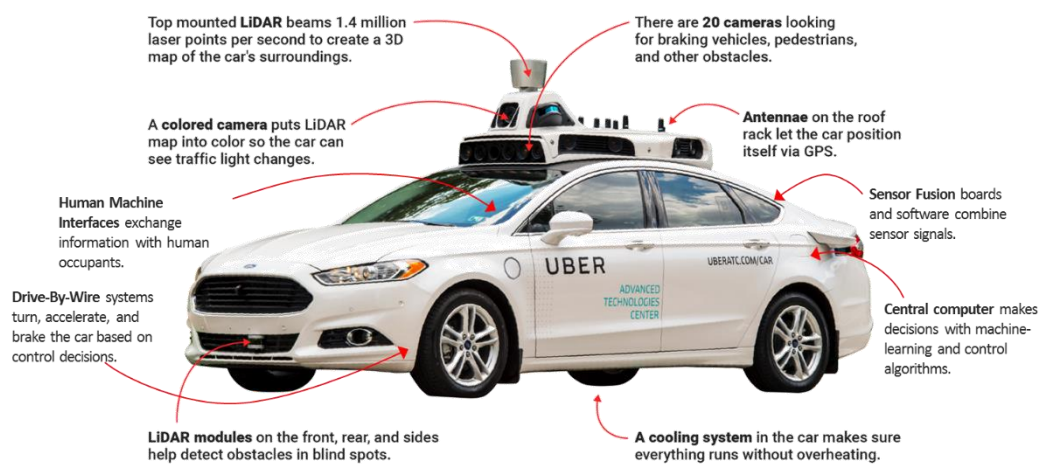 Top mounted LiDAR beams 1.4 million
laser points per second to create a 3D
map of the car's surroundings.
There are 20 cameras looking
for braking vehicles, pedestrians,
and other obstacles.
A colored camera puts LiDAR
map into color so the car can
see traffic light changes.
Antennae on the roof
rack let the car position
itself via GPS.
Human Machine
Interfaces exchange
information with human
occupants.
Sensor Fusion boards
and software combine
sensor signals.
UBER
UBERATC.COM/CAR
ADVANCED
TECHNOLOGIES
CENTER
Drive-By-Wire systems
turn, accelerate, and
brake the car based on
control decisions.
Central computer makes
decisions with machine-
learning and control
algorithms.
LiDAR modules on the front, rear, and sides
help detect obstacles in blind spots.
A cooling system in the car makes sure
everything runs without overheating.